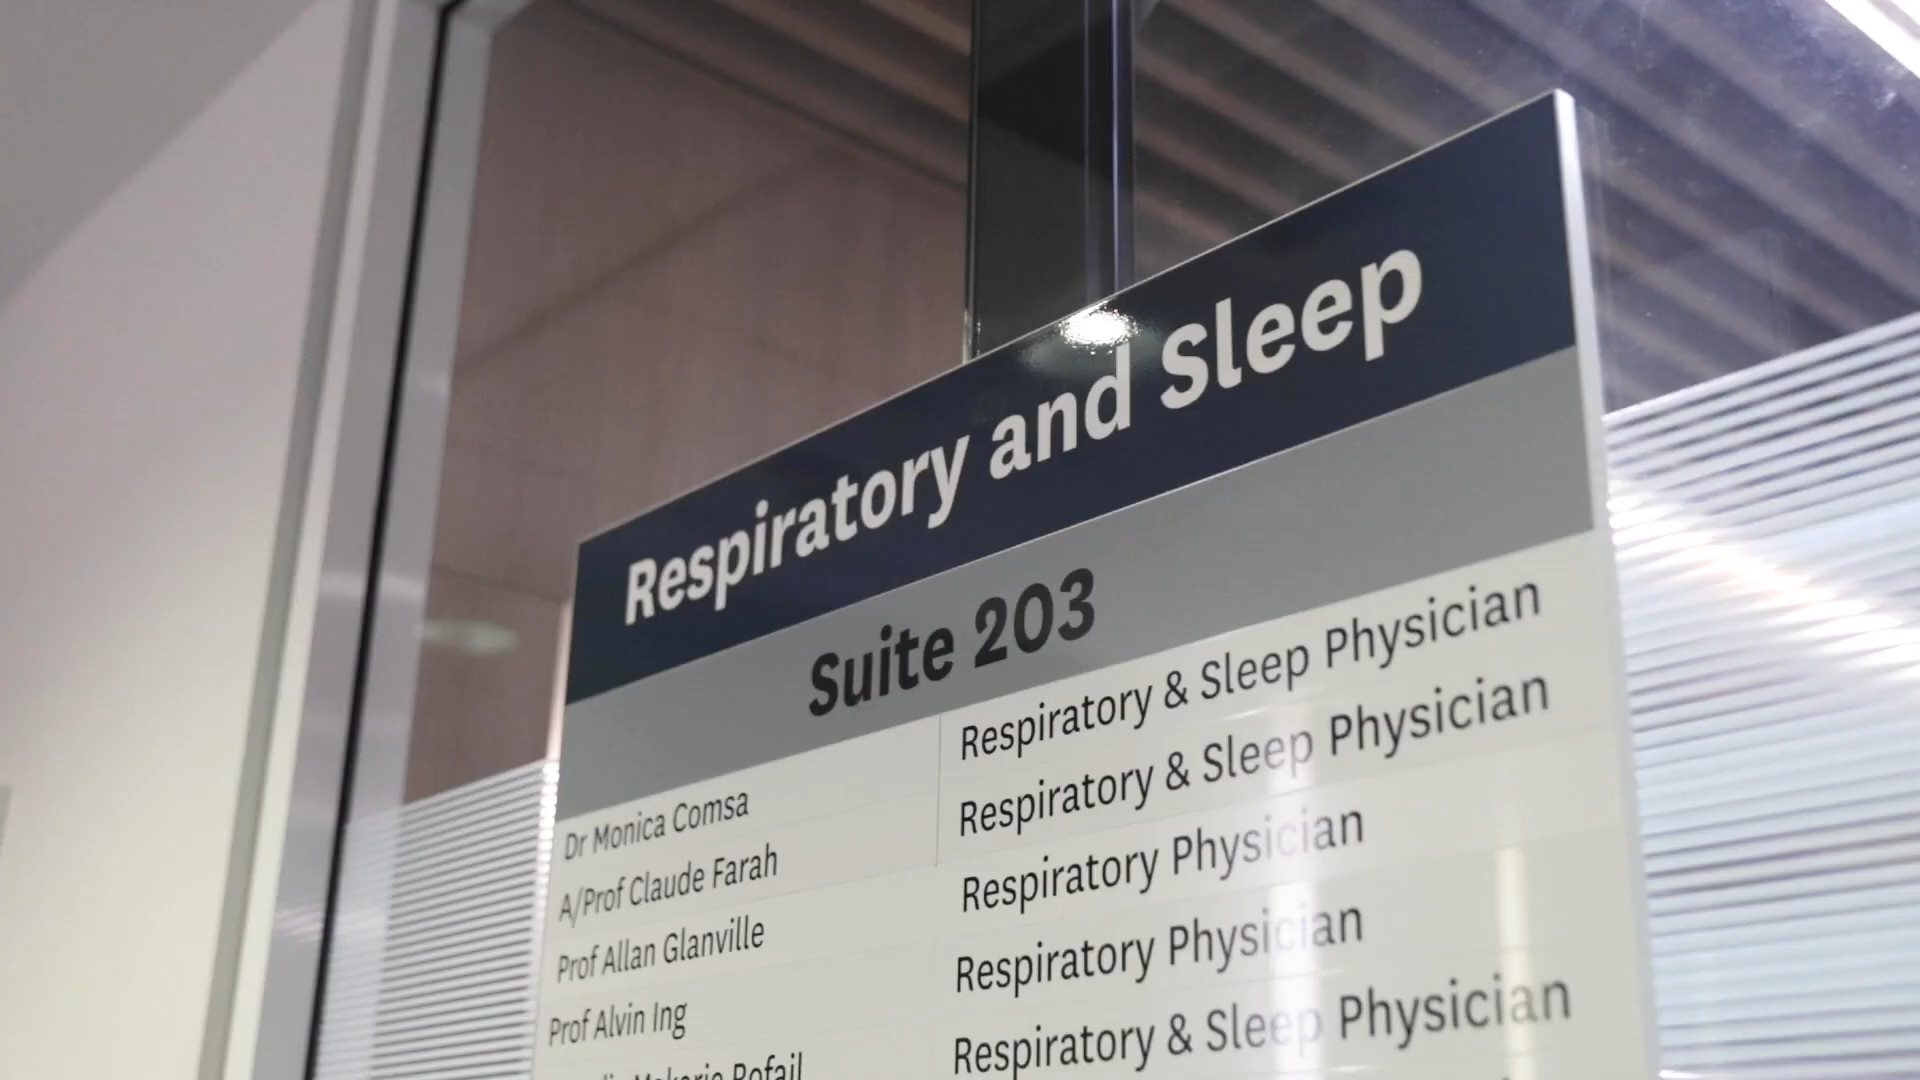 Respiratory and Sleep
Suite 203
Dr Monica Comsa Respiratory & Sleep Physician
A/Prof Claude Farah Respiratory & Sleep Physician
Prof Allan Glanville Respiratory Physician
Prof Alvin Ing Respiratory Physician
Rofail Respiratory & Sleep Physician